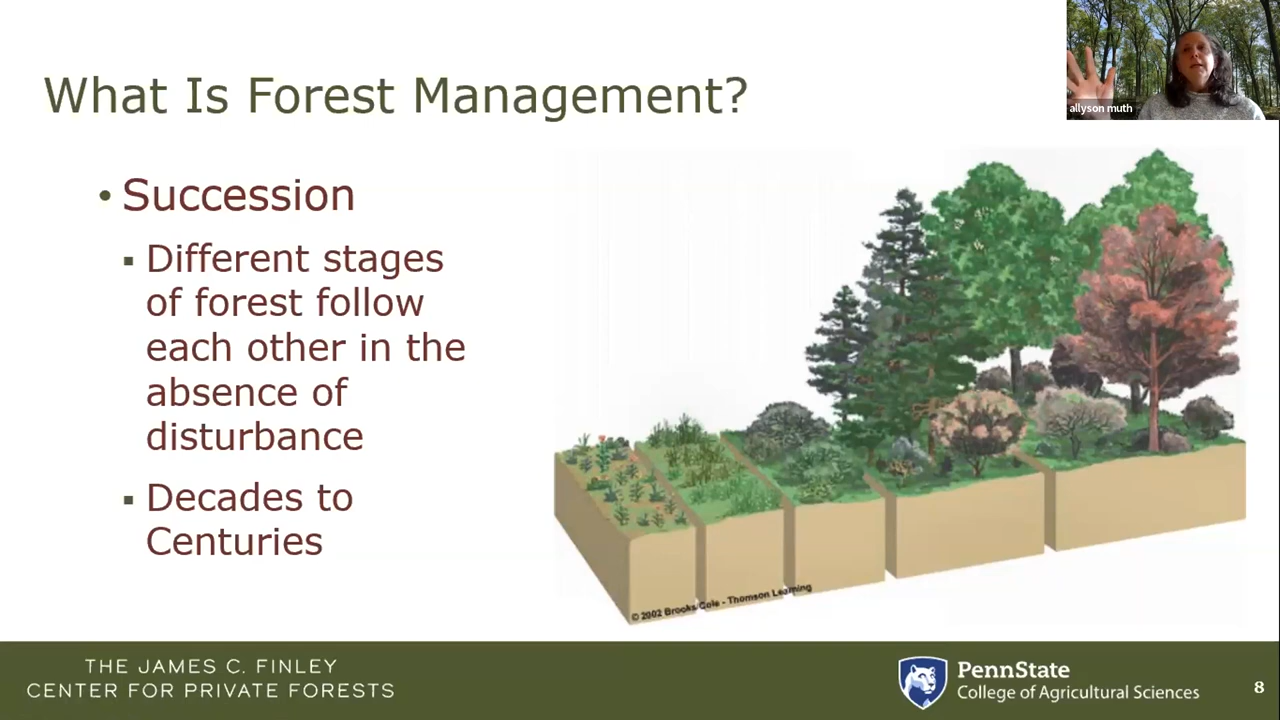 What Is Forest Management?
allyson muth
• Succession
▪ Different stages
of forest follow
each other in the
absence of
disturbance
▪ Decades to
Centuries
© 2002 Brooks/Cole - Thomson Learning
THE JAMES C. FINLEY
CENTER FOR PRIVATE FORESTS
PennState
College of Agricultural Sciences
8